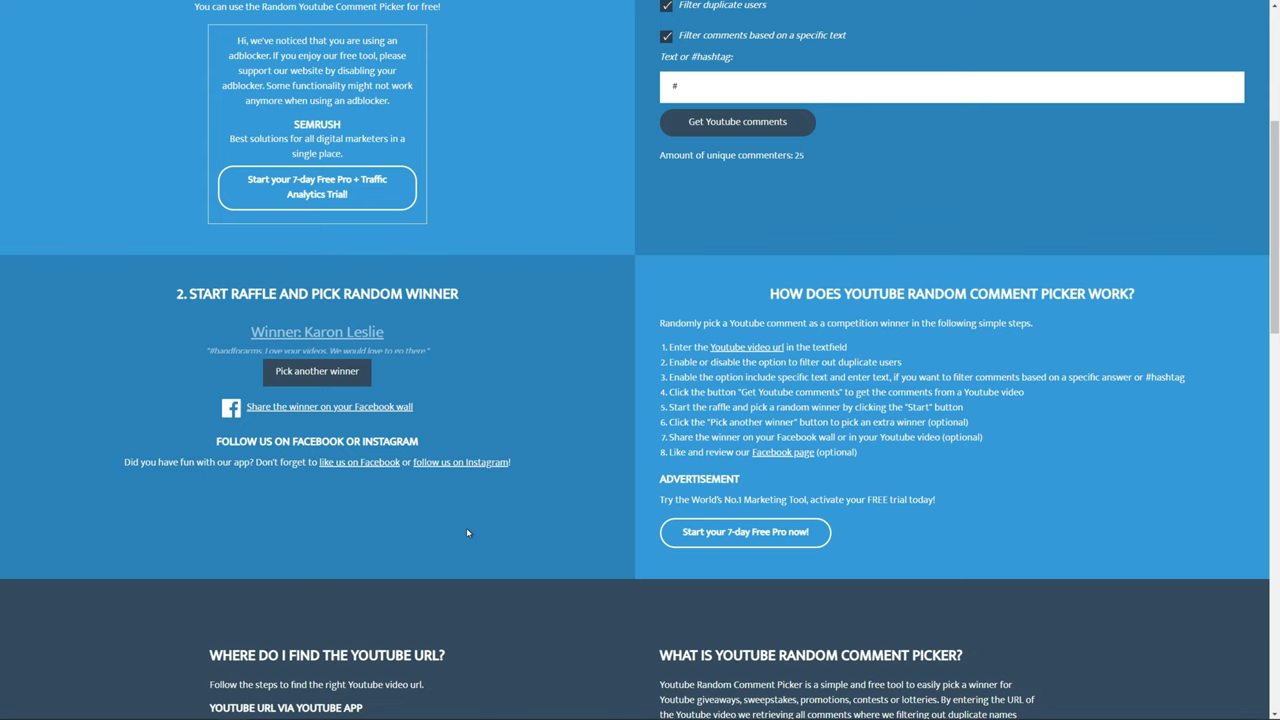 You can use the Random Youtube Comment Picker for free!
Hi, we've noticed that you are using an
adblocker. If you enjoy our free tool, please
support our website by disabling your
adblocker. Some functionality might not work
anymore when using an adblocker.
SEMRUSH
Best solutions for all digital marketers in a
single place.
Start your 7-day Free Pro + Traffic
Analytics Trial!
Filter duplicate users
Filter comments based on a specific text
Text or #hashtag:
#
Get Youtube comments
Amount of unique commenters: 25
2. START RAFFLE AND PICK RANDOM WINNER
Winner: Karon Leslie
"#handforarms. Love your videos. We would love to go there."
Pick another winner
Share the winner on your Facebook wall
FOLLOW US ON FACEBOOK OR INSTAGRAM
Did you have fun with our app? Don't forget to like us on Facebook or follow us on Instagram!
HOW DOES YOUTUBE RANDOM COMMENT PICKER WORK?
Randomly pick a Youtube comment as a competition winner in the following simple steps.
1. Enter the Youtube video url in the textfield
2. Enable or disable the option to filter out duplicate users
3. Enable the option include specific text and enter text, if you want to filter comments based on a specific answer or #hashtag
4. Click the button "Get Youtube comments" to get the comments from a Youtube video
5. Start the raffle and pick a random winner by clicking the "Start" button
6. Click the "Pick another winner" button to pick an extra winner (optional)
7. Share the winner on your Facebook wall or in your Youtube video (optional)
8. Like and review our Facebook page (optional)
ADVERTISEMENT
Try the World's No.1 Marketing Tool, activate your FREE trial today!
Start your 7-day Free Pro now!
WHERE DO I FIND THE YOUTUBE URL?
Follow the steps to find the right Youtube video url.
YOUTUBE URL VIA YOUTUBE APP
WHAT IS YOUTUBE RANDOM COMMENT PICKER?
Youtube Random Comment Picker is a simple and free tool to easily pick a winner for
Youtube giveaways, sweepstakes, promotions, contests or lotteries. By entering the URL of
the Youtube video we retrieving all comments where we filtering out duplicate names